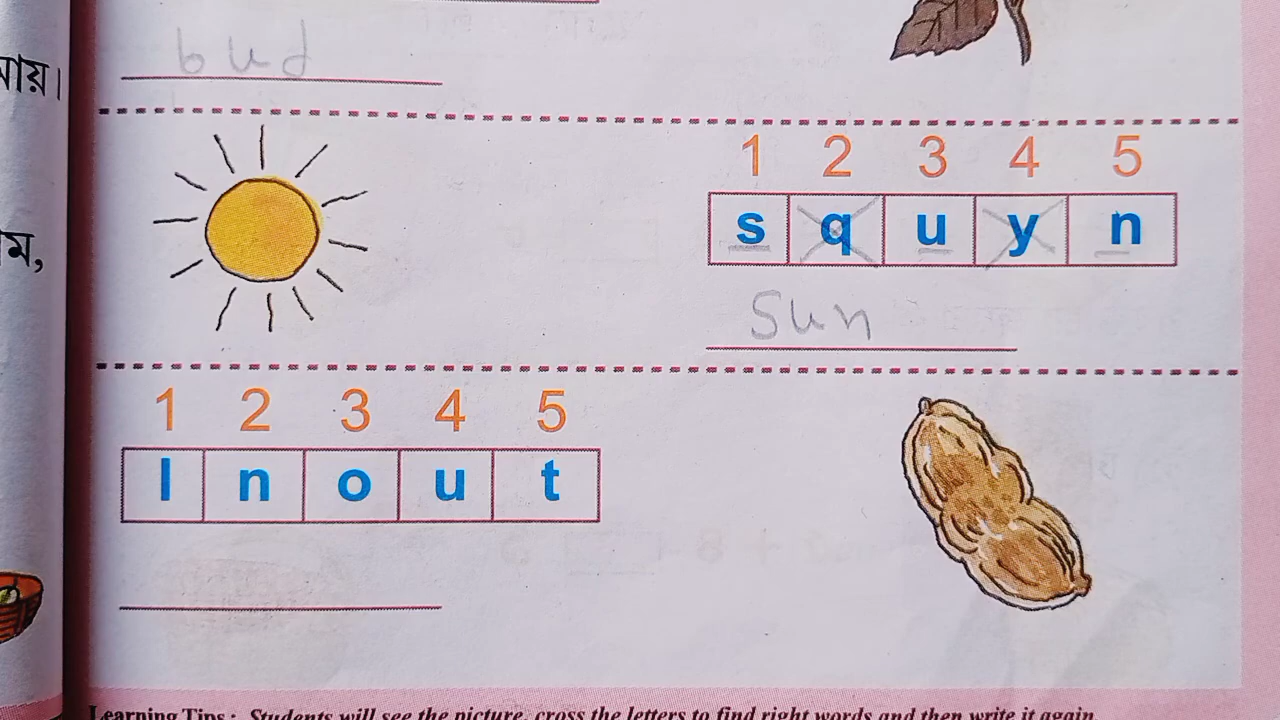 bud
1 2 3 4 5
s q u y n
sun
1 2 3 4 5
l n o u t
Learning Tips : Students will see the picture, cross the letters to find right words and then write it again.